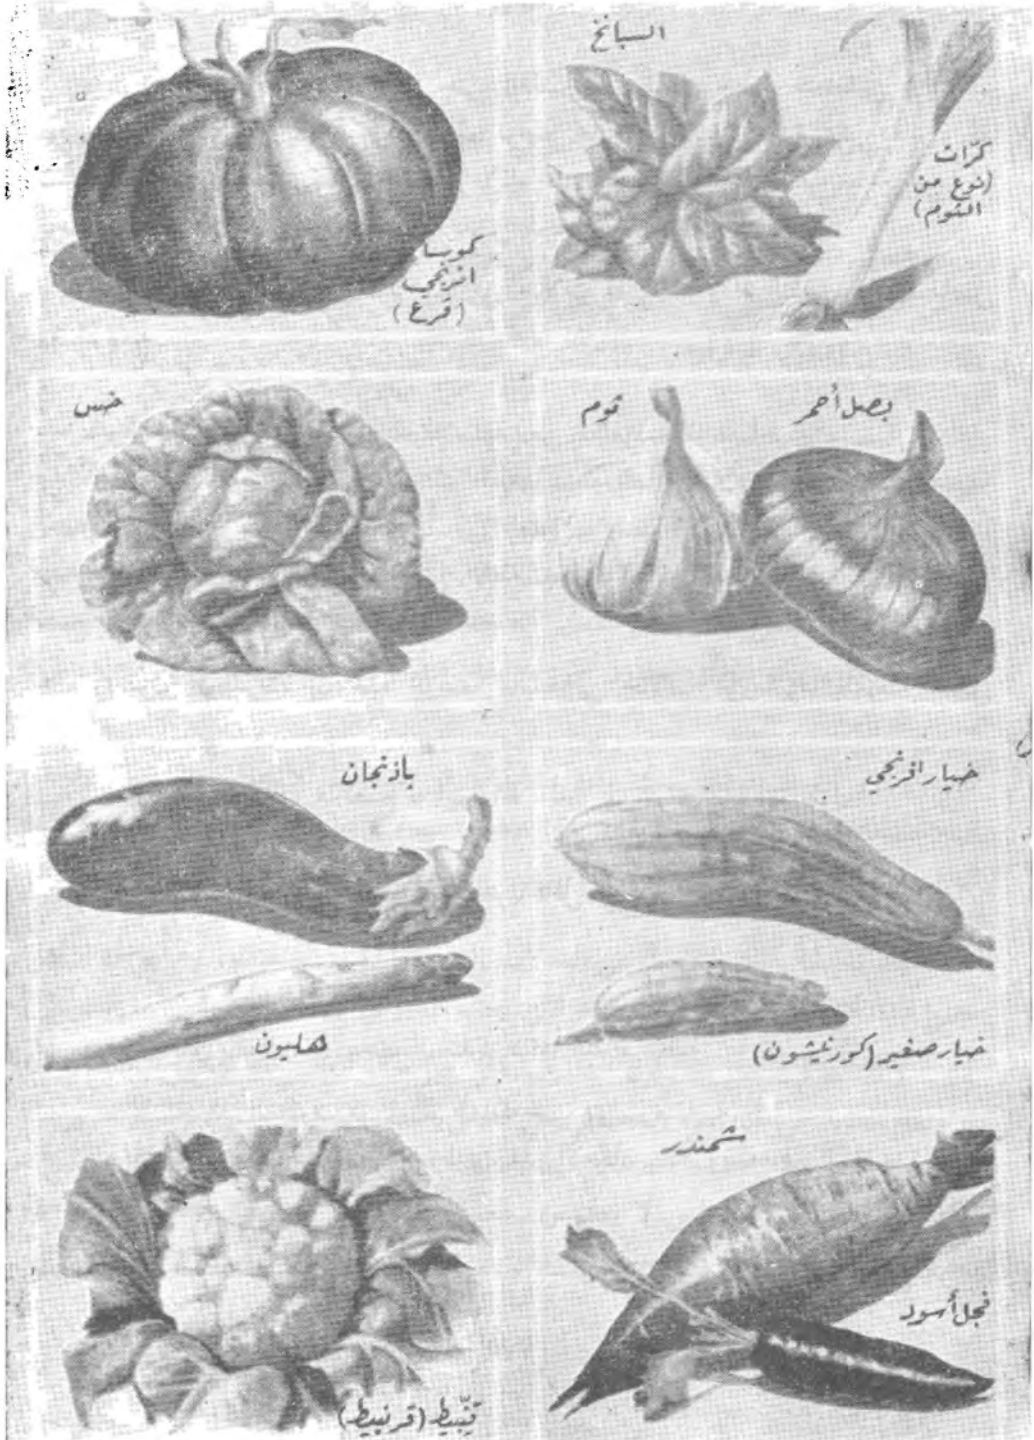 السبانخ
كرّات
(نوع من
الثوم)
كوسا
افرنجي
(قرع)
بصل أحمر
ثوم
خس
خيار افرنجي
خيار صغير (كورنيشون)
باذنجان
هليون
شمندر
فجل أسود
قنّبيط (قرنبيط)